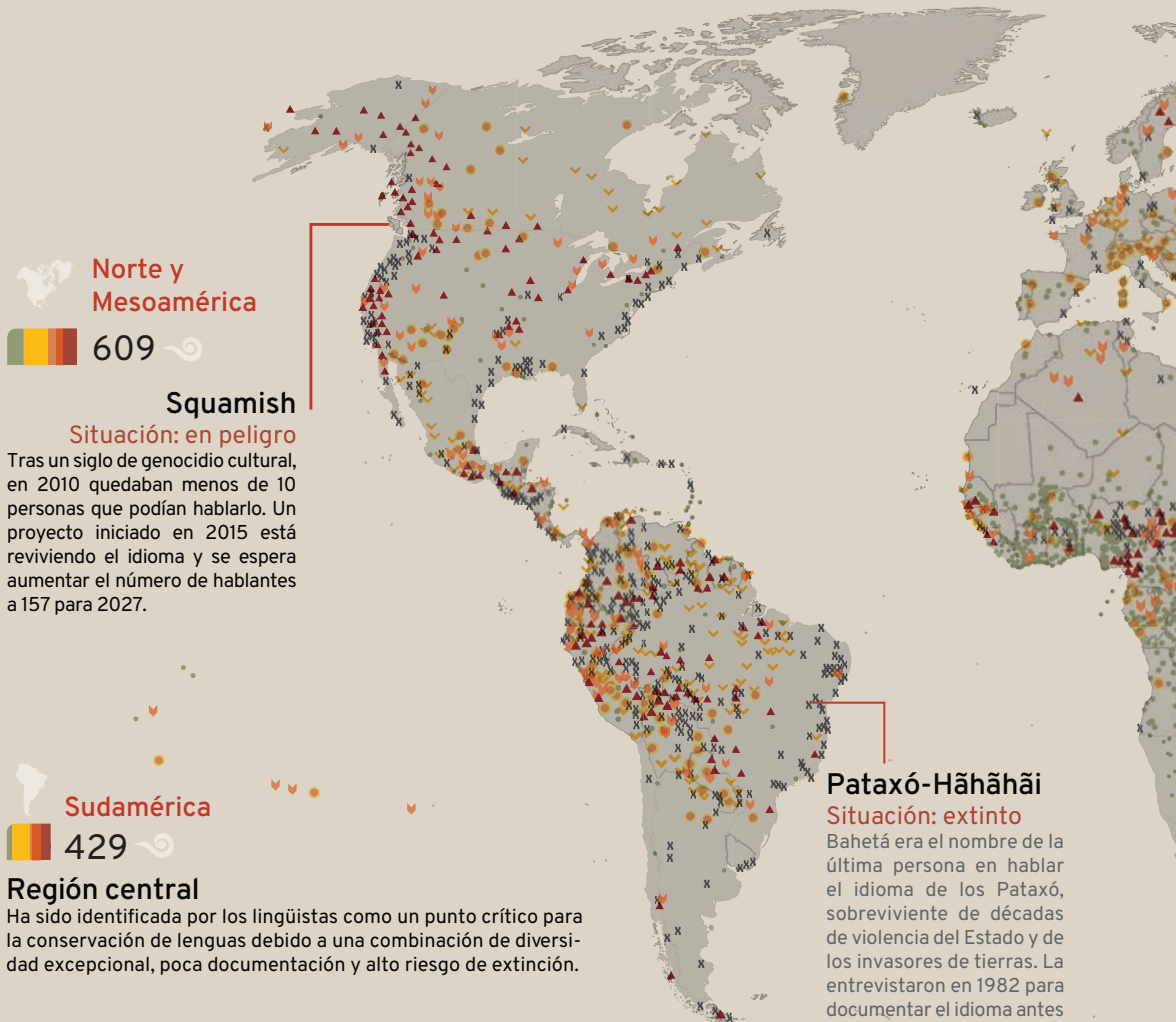 Norte y
Mesoamérica
609
Squamish
Situación: en peligro
Tras un siglo de genocidio cultural,
en 2010 quedaban menos de 10
personas que podían hablarlo. Un
proyecto iniciado en 2015 está
reviviendo el idioma y se espera
aumentar el número de hablantes
a 157 para 2027.
Sudamérica
429
Región central
Ha sido identificada por los lingüistas como un punto crítico para
la conservación de lenguas debido a una combinación de diversi-
dad excepcional, poca documentación y alto riesgo de extinción.
Pataxó-Hãhãhãi
Situación: extinto
Bahetá era el nombre de la
última persona en hablar
el idioma de los Pataxó,
sobreviviente de décadas
de violencia del Estado y de
los invasores de tierras. La
entrevistaron en 1982 para
documentar el idioma antes